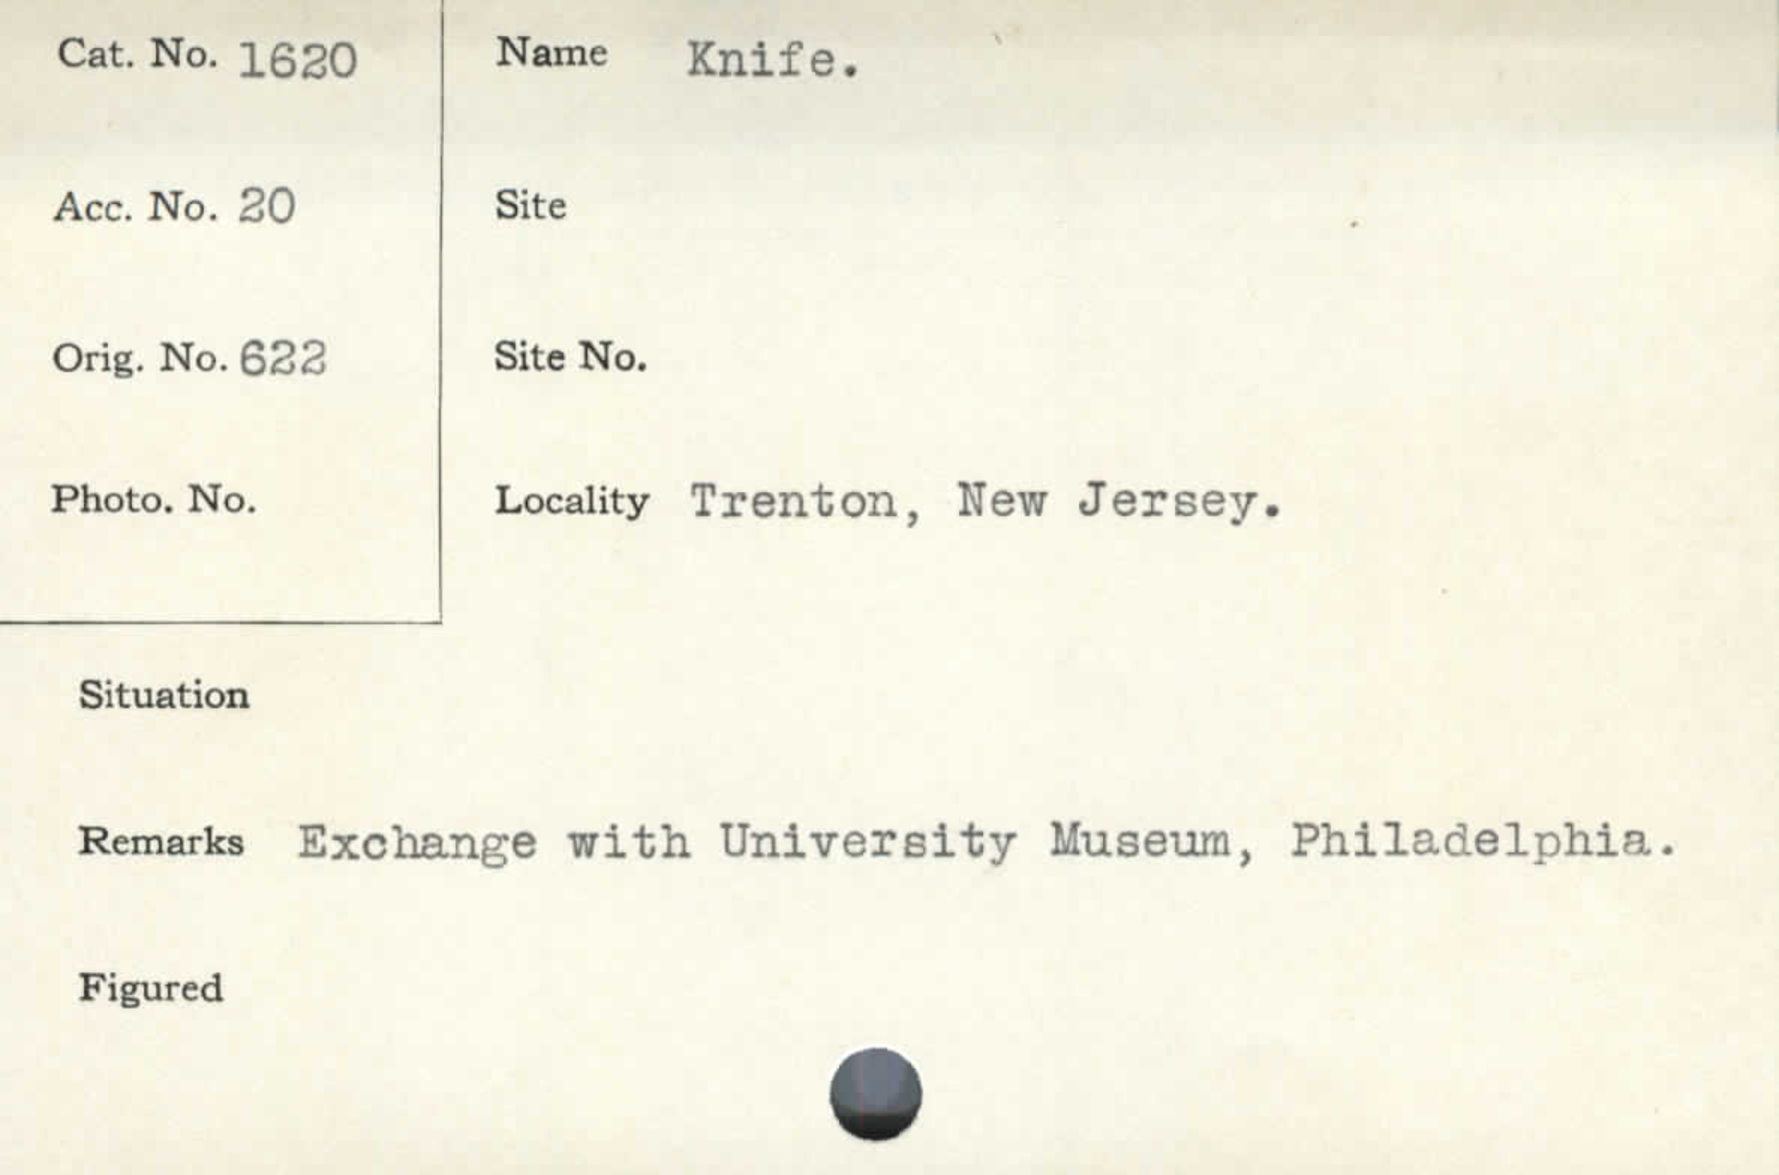 Cat. No. 1620
Acc. No. 20
Orig. No. 622
Photo. No.
Name Knife.
Site
Site No.
Locality Trenton, New Jersey.
Situation
Remarks Exchange with University Museum, Philadelphia.
Figured